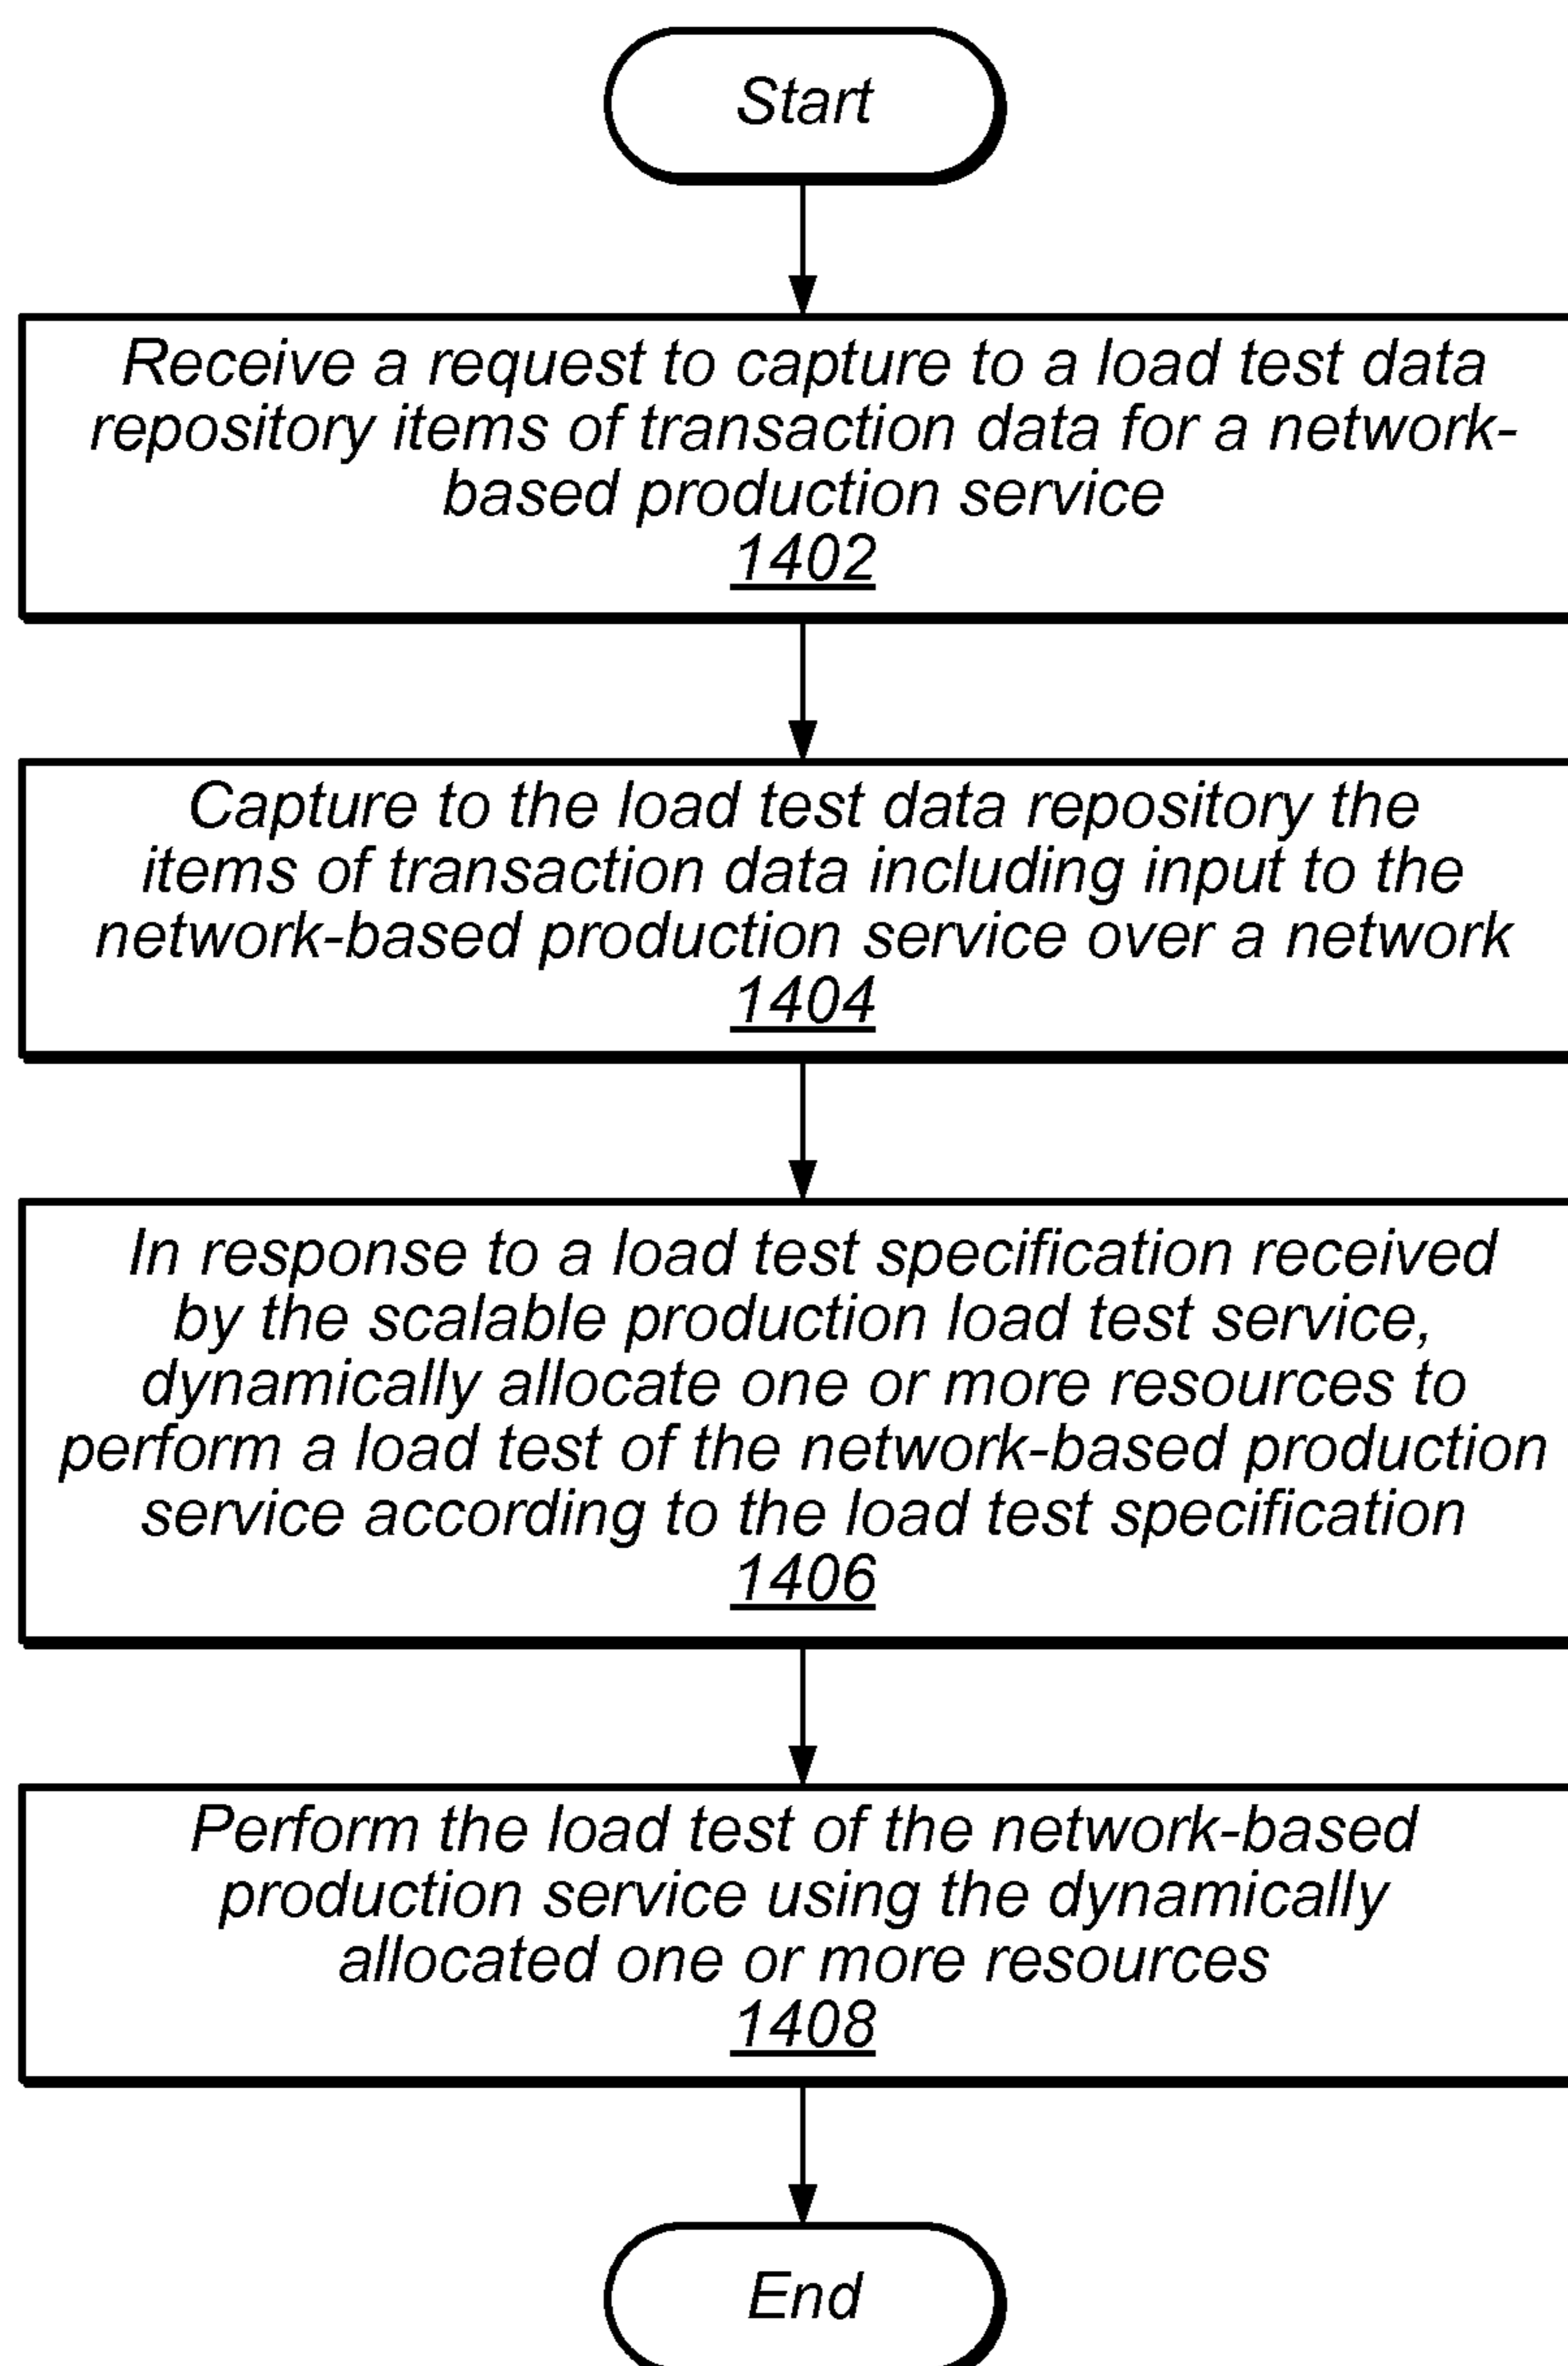 Start
Receive a request to capture to a load test data
repository items of transaction data for a network-
based production service
1402
Capture to the load test data repository the
items of transaction data including input to the
network-based production service over a network
1404
In response to a load test specification received
by the scalable production load test service,
dynamically allocate one or more resources to
perform a load test of the network-based production
service according to the load test specification
1406
Perform the load test of the network-based
production service using the dynamically
allocated one or more resources
1408
End